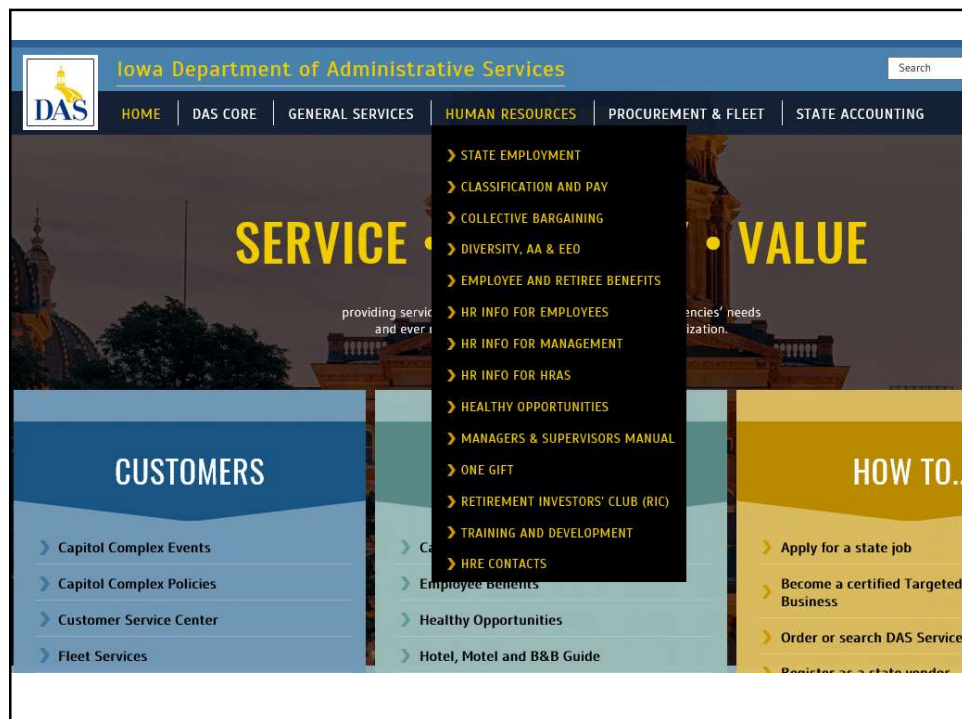 Iowa Department of Administrative Services
Search
DAS
HOME
DAS CORE
GENERAL SERVICES
HUMAN RESOURCES
PROCUREMENT & FLEET
STATE ACCOUNTING
STATE EMPLOYMENT
CLASSIFICATION AND PAY
COLLECTIVE BARGAINING
DIVERSITY, AA & EEO
EMPLOYEE AND RETIREE BENEFITS
HR INFO FOR EMPLOYEES
HR INFO FOR MANAGEMENT
HR INFO FOR HRAS
HEALTHY OPPORTUNITIES
MANAGERS & SUPERVISORS MANUAL
ONE GIFT
RETIREMENT INVESTORS' CLUB (RIC)
TRAINING AND DEVELOPMENT
HRE CONTACTS
SERVICE • • VALUE
providing needs
and ever
CUSTOMERS
Capitol Complex Events
Capitol Complex Policies
Customer Service Center
Fleet Services
Employee Benefits
Healthy Opportunities
Hotel, Motel and B&B Guide
HOW TO..
Apply for a state job
Become a certified Targeted
Business
Order or search DAS Service
Register as a state vendor